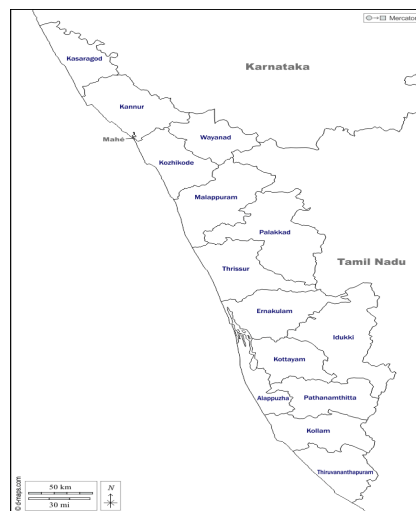 Mercator
Kasaragod
Karnataka
Kannur
Mahé
Wayanad
Kozhikode
Malappuram
Palakkad
Tamil Nadu
Thrissur
Ernakulam
Idukki
Kottayam
Alappuzha
Pathanamthitta
Kollam
Thiruvananthapuram
50 km
30 mi
N
© d-maps.com